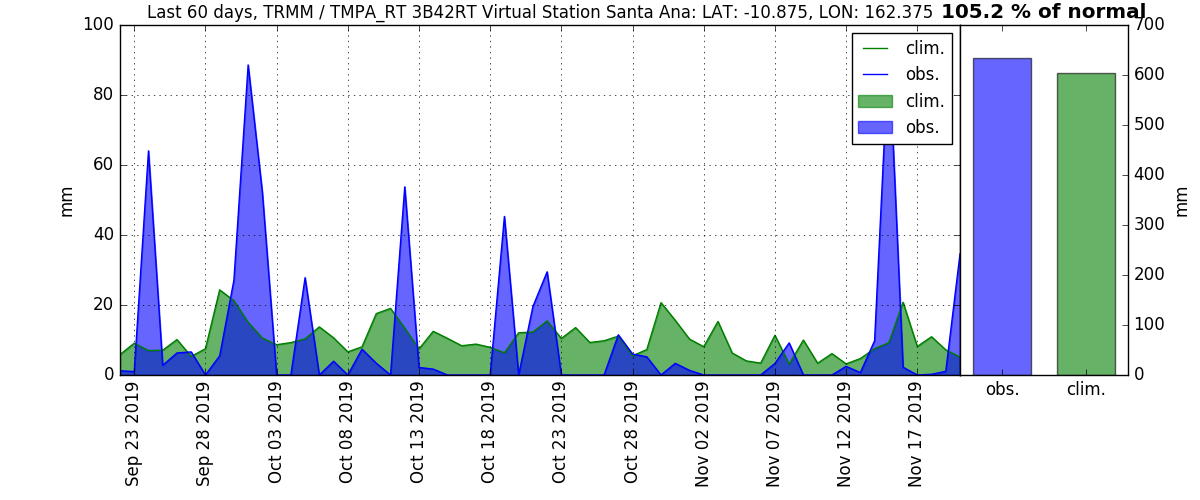 Last 60 days, TRMM / TMPA_RT 3B42RT Virtual Station Santa Ana: LAT: -10.875, LON: 162.375 105.2 % of normal
100
80
60
40
20
0
mm
clim.
obs.
clim.
obs.
700
600
500
400
300
200
100
0
mm
obs. clim.
Sep 23 2019
Sep 28 2019
Oct 03 2019
Oct 08 2019
Oct 13 2019
Oct 18 2019
Oct 23 2019
Oct 28 2019
Nov 02 2019
Nov 07 2019
Nov 12 2019
Nov 17 2019